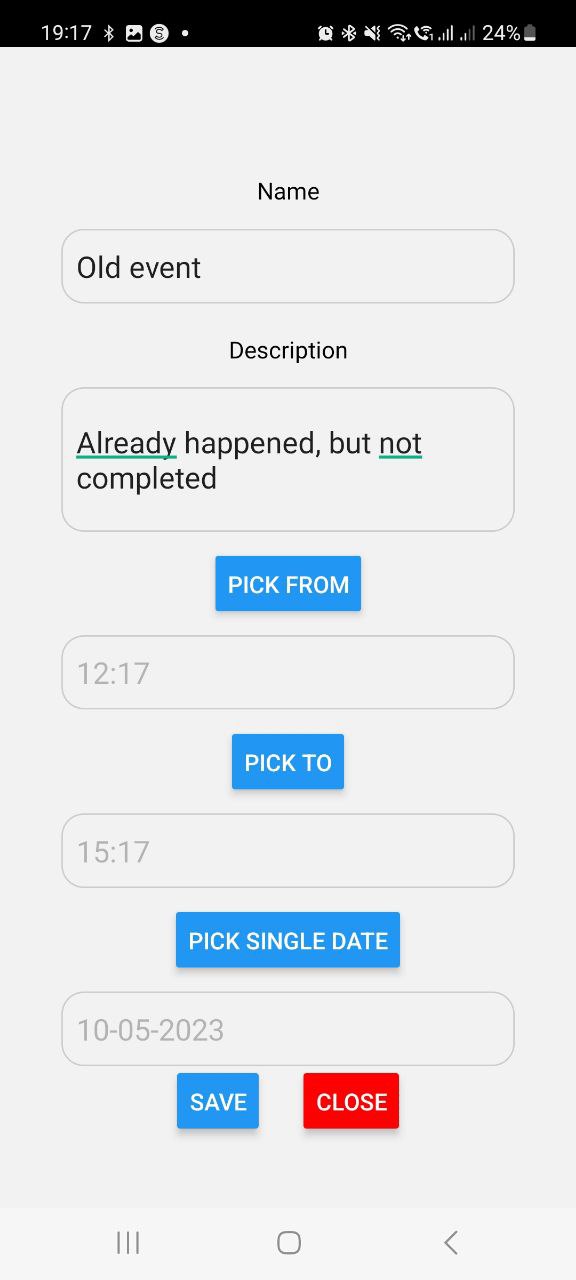 19:17
24%
Name
Old event
Description
Already happened, but not
completed
PICK FROM
12:17
PICK TO
15:17
PICK SINGLE DATE
10-05-2023
SAVE CLOSE